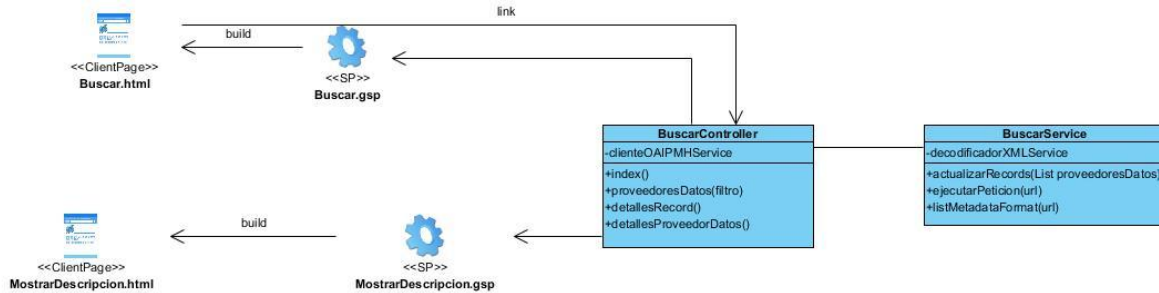 link
build
<<ClientPage>>
Buscar.html
<<SP>>
Buscar.gsp
BuscarController
-clienteOAIPMHService
+index()
+proveedoresDatos(filtro)
+detallesRecord()
+detallesProveedorDatos()
BuscarService
-decodificadorXMLService
+actualizarRecords(List proveedoresDatos)
+ejecutarPeticion(url)
+listMetadataFormat(url)
build
<<ClientPage>>
MostrarDescripcion.html
<<SP>>
MostrarDescripcion.gsp